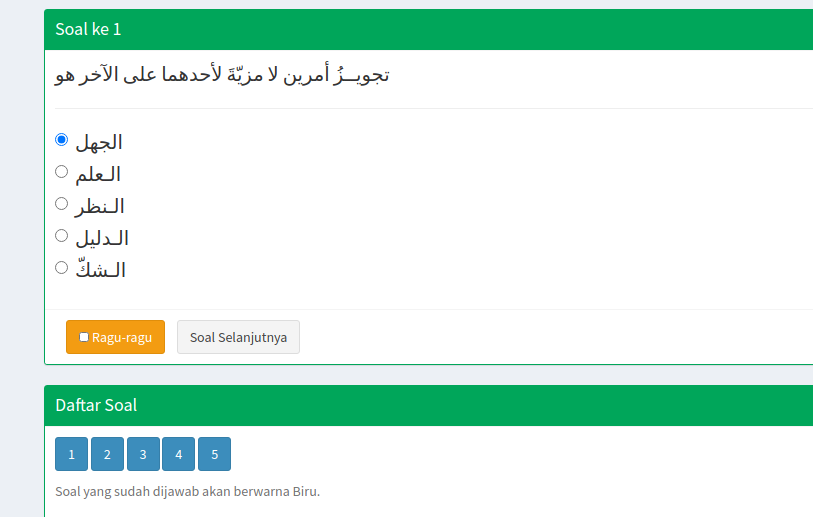 Soal ke 1
تجويــزُ أمرين لا مزيّةَ لأحدهما على الآخر هو
الجهل
الـعلم
الـنظر
الـدليل
الـشكّ
Ragu-ragu
Soal Selanjutnya
Daftar Soal
1 2 3 4 5
Soal yang sudah dijawab akan berwarna Biru.